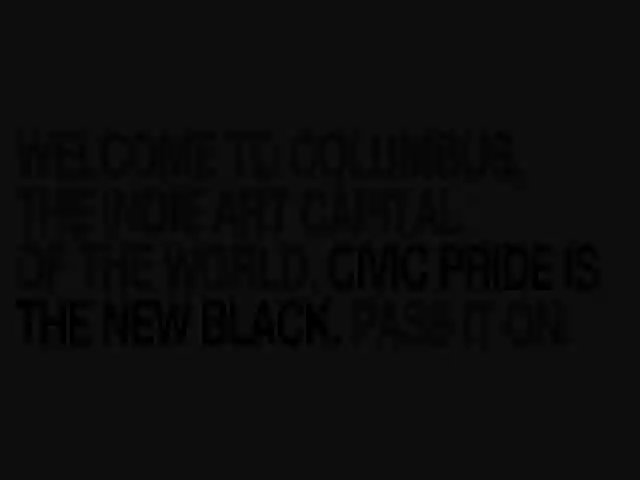 WELCOME TO COLUMBUS,
THE INDIE ART CAPITAL
OF THE WORLD. CIVIC PRIDE IS
THE NEW BLACK. PASS IT ON.